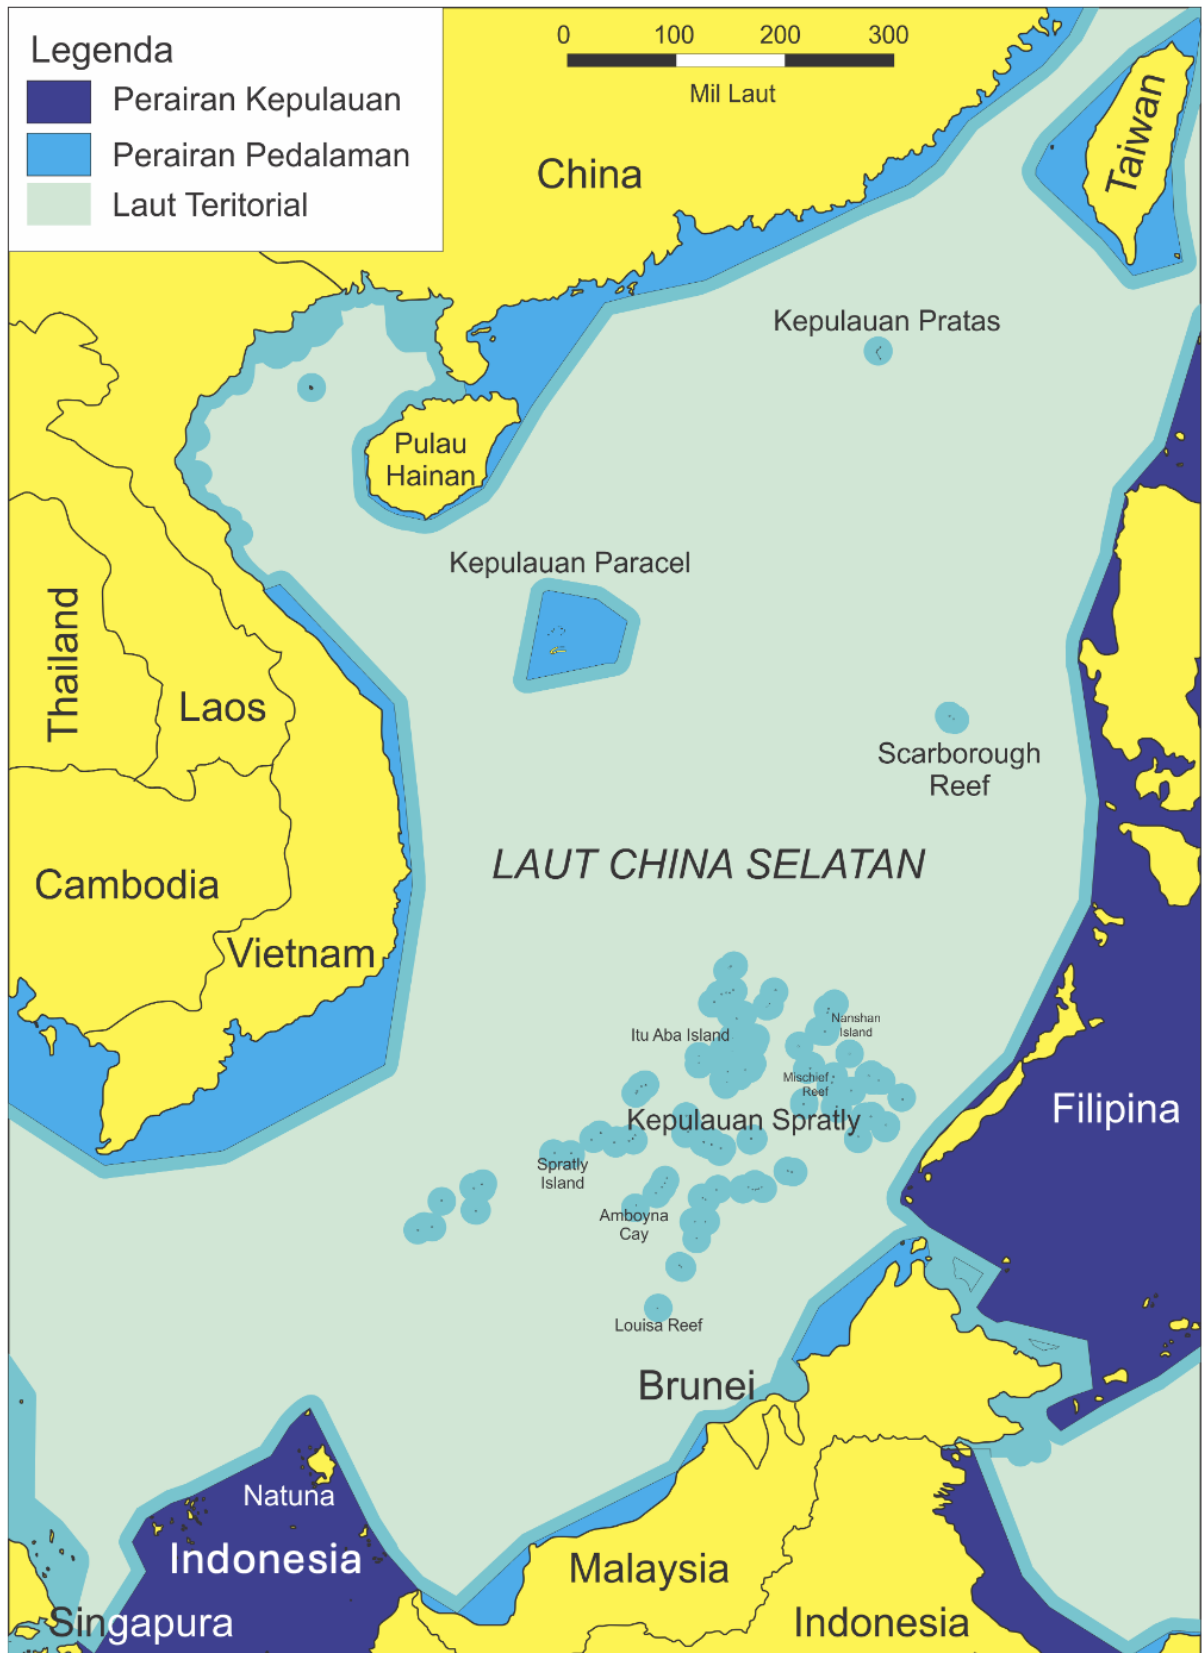 Legenda
Perairan Kepulauan
Perairan Pedalaman
Laut Teritorial
0 100 200 300
Mil Laut
China
Taiwan
Kepulauan Pratas
Pulau
Hainan
Kepulauan Paracel
Thailand
Laos
Scarborough
Reef
LAUT CHINA SELATAN
Cambodia
Vietnam
Itu Aba Island
Nanshan
Island
Mischief
Reef
Kepulauan Spratly
Filipina
Spratly
Island
Amboyna
Cay
Louisa Reef
Brunei
Natuna
Indonesia
Malaysia
Singapura
Indonesia